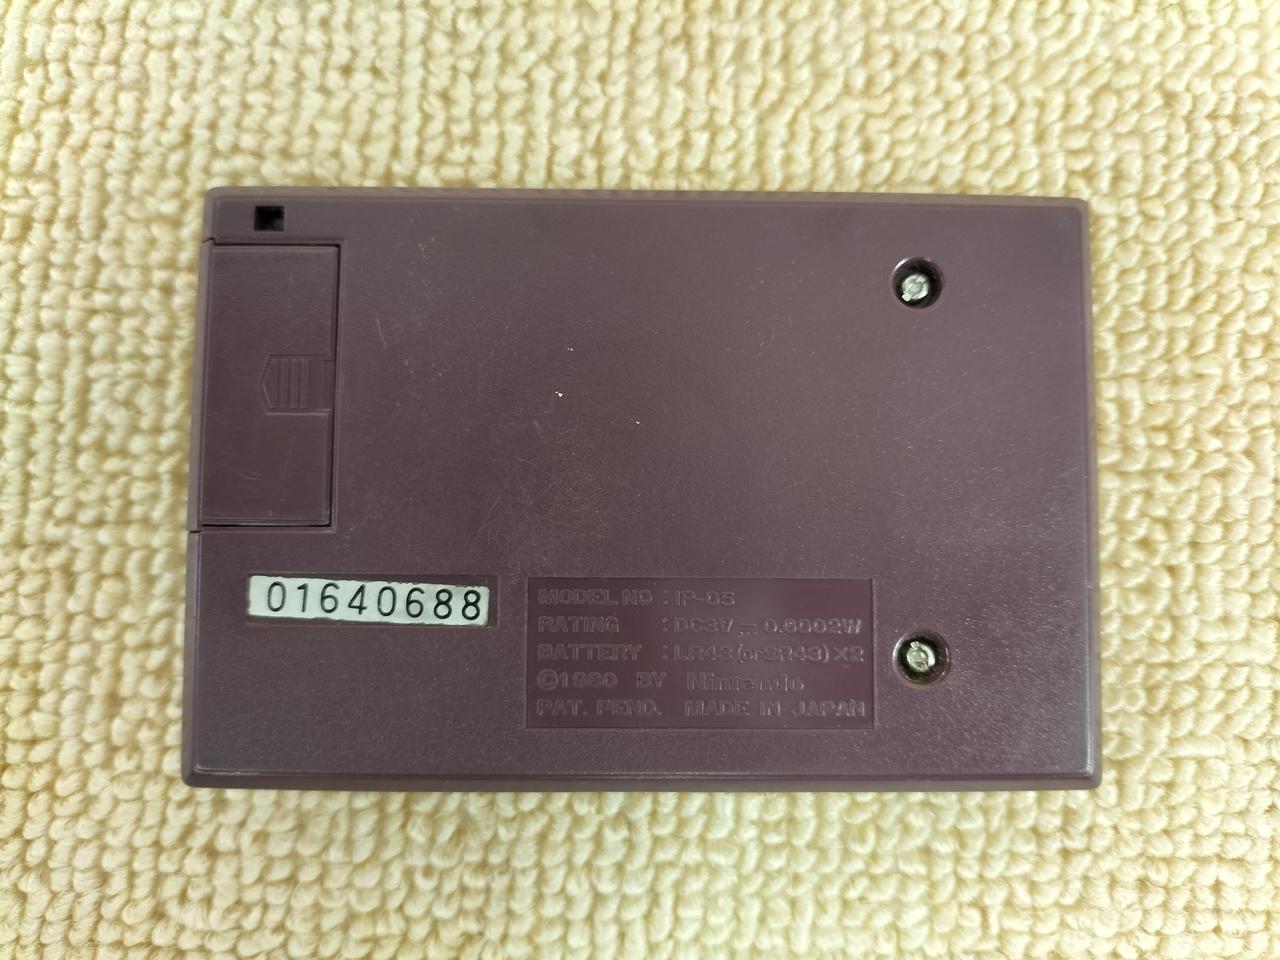 01640688
MODEL NO : IP-05
RATING : DC3V ⎓ 0.0002W
BATTERY : LR43 (or SR43) X2
©1980 BY Nintendo
PAT. PEND. MADE IN JAPAN